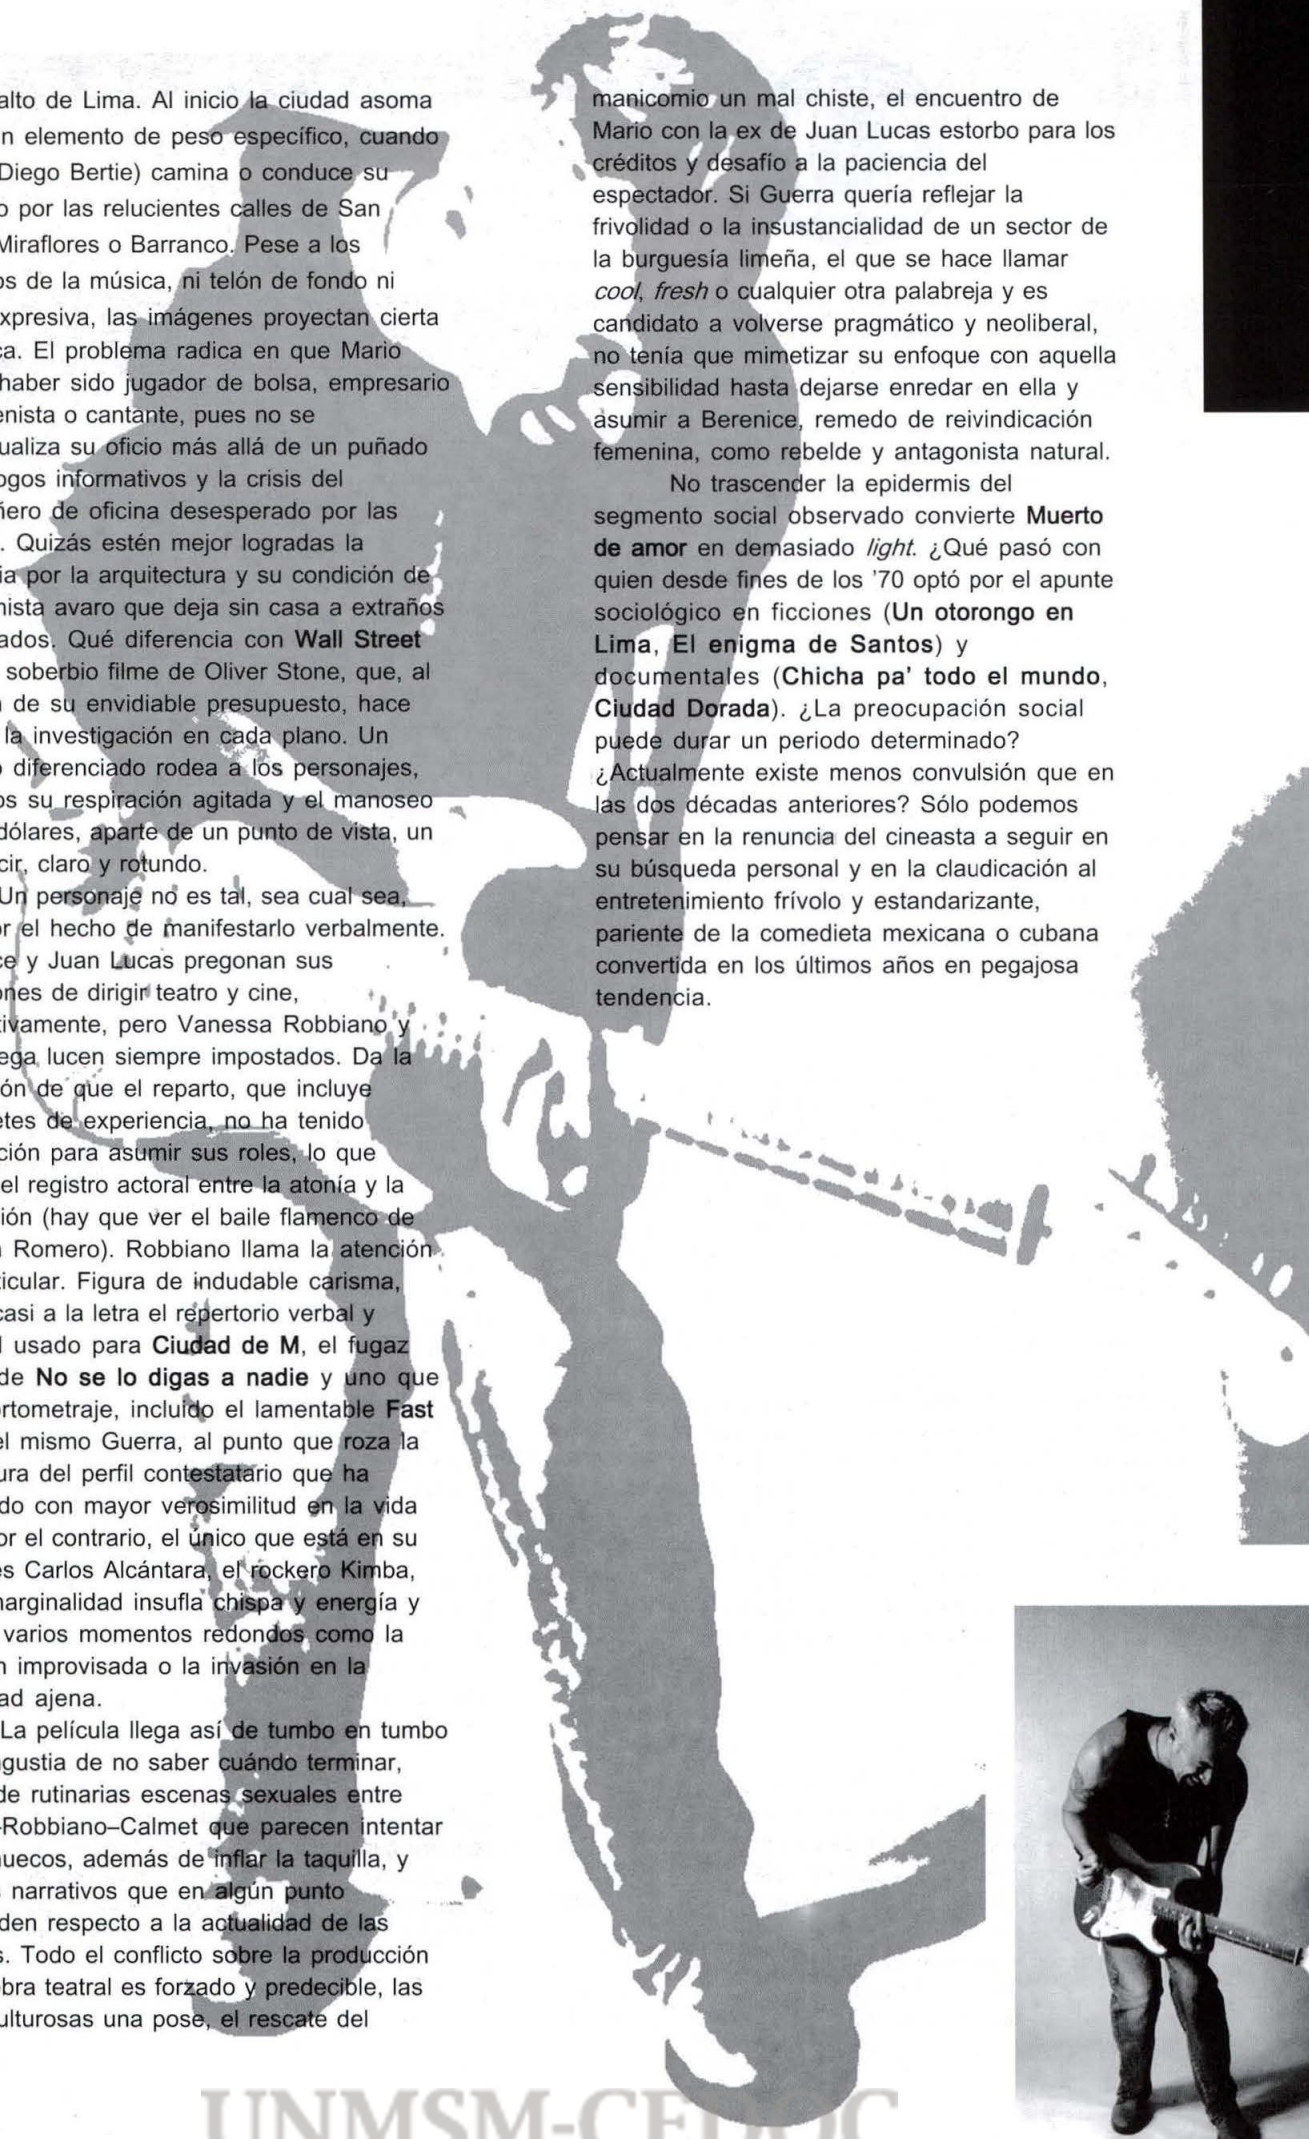 alto de Lima. Al inicio la ciudad asoma
n elemento de peso específico, cuando
Diego Bertie) camina o conduce su
o por las relucientes calles de San
Miraflores o Barranco. Pese a los
os de la música, ni telón de fondo ni
xpresiva, las imágenes proyectan cierta
ca. El problema radica en que Mario
haber sido jugador de bolsa, empresario
enista o cantante, pues no se
ualiza su oficio más allá de un puñado
ogos informativos y la crisis del
ñero de oficina desesperado por las
. Quizás estén mejor logradas la
ia por la arquitectura y su condición de
nista avaro que deja sin casa a extraños
ados. Qué diferencia con Wall Street
soberbio filme de Oliver Stone, que, al
n de su envidiable presupuesto, hace
la investigación en cada plano. Un
o diferenciado rodea a los personajes,
os su respiración agitada y el manoseo
dólares, aparte de un punto de vista, un
cir, claro y rotundo.
Un personaje no es tal, sea cual sea,
or el hecho de manifestarlo verbalmente.
ce y Juan Lucas pregonan sus
ones de dirigir teatro y cine,
tivamente, pero Vanessa Robbiano y
ega lucen siempre impostados. Da la
ón de que el reparto, que incluye
etes de experiencia, no ha tenido
ción para asumir sus roles, lo que
el registro actoral entre la atonía y la
ión (hay que ver el baile flamenco de
n Romero). Robbiano llama la atención
ticular. Figura de indudable carisma,
casi a la letra el repertorio verbal y
l usado para Ciudad de M, el fugaz
de No se lo digas a nadie y uno que
ortometraje, incluído el lamentable Fast
el mismo Guerra, al punto que roza la
ura del perfil contestatario que ha
do con mayor verosimilitud en la vida
or el contrario, el único que está en su
es Carlos Alcántara, el rockero Kimba,
marginalidad insufla chispa y energía y
varios momentos redondos como la
n improvisada o la invasión en la
ad ajena.
La película llega así de tumbo en tumbo
agustia de no saber cuándo terminar,
de rutinarias escenas sexuales entre
-Robbiano–Calmet que parecen intentar
huecos, además de inflar la taquilla, y
s narrativos que en algún punto
den respecto a la actualidad de las
s. Todo el conflicto sobre la producción
obra teatral es forzado y predecible, las
ulturosas una pose, el rescate del
manicomio un mal chiste, el encuentro de
Mario con la ex de Juan Lucas estorbo para los
créditos y desafío a la paciencia del
espectador. Si Guerra quería reflejar la
frivolidad o la insustancialidad de un sector de
la burguesía limeña, el que se hace llamar
cool, fresh o cualquier otra palabreja y es
candidato a volverse pragmático y neoliberal,
no tenía que mimetizar su enfoque con aquella
sensibilidad hasta dejarse enredar en ella y
asumir a Berenice, remedo de reivindicación
femenina, como rebelde y antagonista natural.
No trascender la epidermis del
segmento social observado convierte Muerto
de amor en demasiado light. ¿Qué pasó con
quien desde fines de los '70 optó por el apunte
sociológico en ficciones (Un otorongo en
Lima, El enigma de Santos) y
documentales (Chicha pa' todo el mundo,
Ciudad Dorada). ¿La preocupación social
puede durar un periodo determinado?
¿Actualmente existe menos convulsión que en
las dos décadas anteriores? Sólo podemos
pensar en la renuncia del cineasta a seguir en
su búsqueda personal y en la claudicación al
entretenimiento frívolo y estandarizante,
pariente de la comedieta mexicana o cubana
convertida en los últimos años en pegajosa
tendencia.
UNMSM-CEDOC